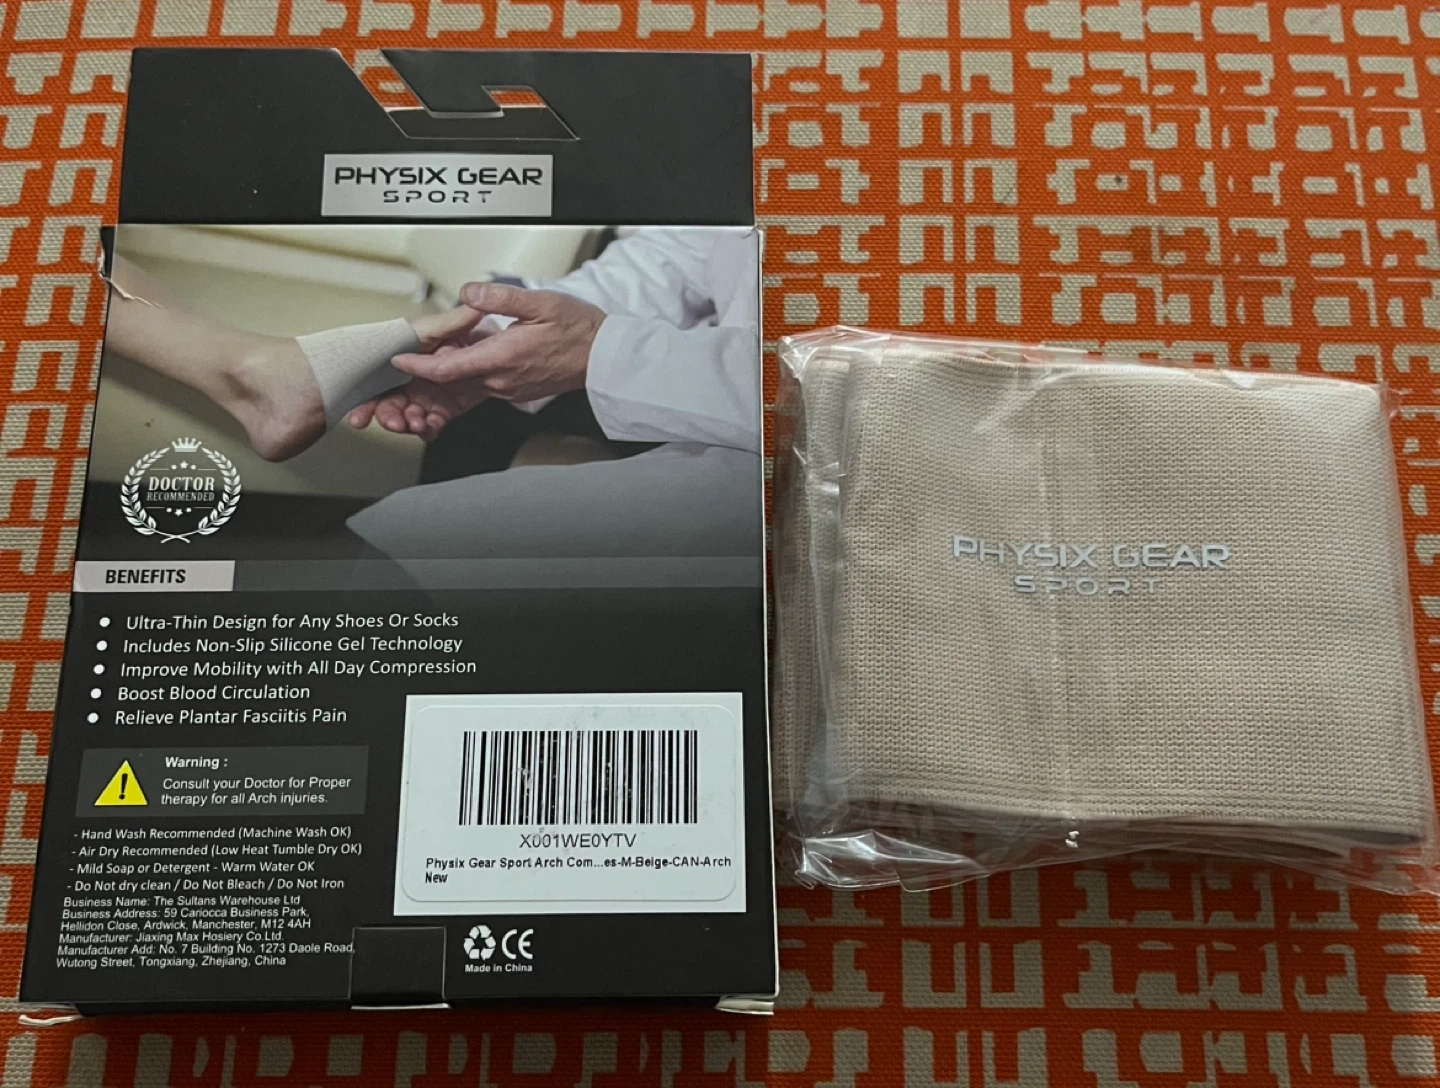 PHYSIX GEAR
SPORT
DOCTOR
RECOMMENDED
BENEFITS
Ultra-Thin Design for Any Shoes Or Socks
Includes Non-Slip Silicone Gel Technology
Improve Mobility with All Day Compression
Boost Blood Circulation
Relieve Plantar Fasciitis Pain
Warning :
Consult your Doctor for Proper
therapy for all Arch injuries.
- Hand Wash Recommended (Machine Wash OK)
- Air Dry Recommended (Low Heat Tumble Dry OK)
- Mild Soap or Detergent - Warm Water OK
- Do Not dry clean / Do Not Bleach / Do Not Iron
Business Name: The Sultans Warehouse Ltd
Business Address: 59 Cariocca Business Park,
Hellidon Close, Ardwick, Manchester, M12 4AH
Manufacturer: Jiaxing Max Hosiery Co.Ltd.
Manufacturer Add: No. 7 Building No. 1273 Daole Road,
Wutong Street, Tongxiang, Zhejiang, China
X001WE0YTV
Physix Gear Sport Arch Com...es-M-Beige-CAN-Arch
New
CE
Made in China
PHYSIX GEAR
SPORT